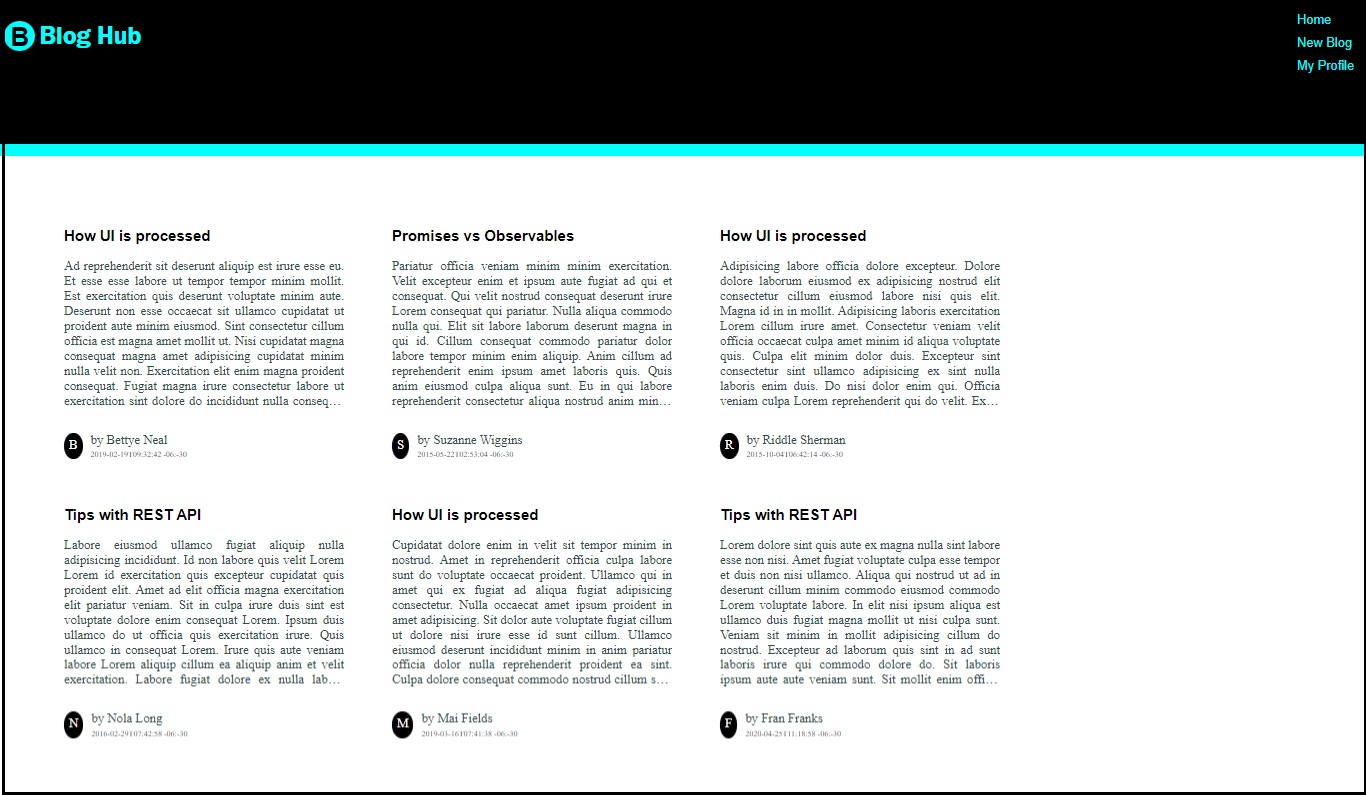 B Blog Hub
Home
New Blog
My Profile
How UI is processed
Ad reprehenderit sit deserunt aliquip est irure esse eu.
Et esse esse labore ut tempor tempor minim mollit.
Est exercitation quis deserunt voluptate minim aute.
Deserunt non esse occaecat sit ullamco cupidatat ut
proident aute minim eiusmod. Sint consectetur cillum
officia est magna amet mollit ut. Nisi cupidatat magna
consequat magna amet adipisicing cupidatat minim
nulla velit non. Exercitation elit enim magna proident
consequat. Fugiat magna irure consectetur labore ut
exercitation sint dolore do incididunt nulla conseq…
B
by Bettye Neal
2019-02-19T09:32:42 -06:-30
Promises vs Observables
Pariatur officia veniam minim minim exercitation.
Velit excepteur enim et ipsum aute fugiat ad qui et
consequat. Qui velit nostrud consequat deserunt irure
Lorem consequat qui pariatur. Nulla aliqua commodo
nulla qui. Elit sit labore laborum deserunt magna in
qui id. Cillum consequat commodo pariatur dolor
labore tempor minim enim aliquip. Anim cillum ad
reprehenderit enim ipsum amet laboris quis. Quis
anim eiusmod culpa aliqua sunt. Eu in qui labore
reprehenderit consectetur aliqua nostrud anim min…
S
by Suzanne Wiggins
2015-05-22T02:53:04 -06:-30
How UI is processed
Adipisicing labore officia dolore excepteur. Dolore
dolore laborum eiusmod ex adipisicing nostrud elit
consectetur cillum eiusmod labore nisi quis elit.
Magna id in in mollit. Adipisicing laboris exercitation
Lorem cillum irure amet. Consectetur veniam velit
officia occaecat culpa amet minim id aliqua voluptate
quis. Culpa elit minim dolor duis. Excepteur sint
consectetur sint ullamco adipisicing ex sint nulla
laboris enim duis. Do nisi dolor enim qui. Officia
veniam culpa Lorem reprehenderit qui do velit. Ex…
R
by Riddle Sherman
2015-10-04T06:42:14 -06:-30
Tips with REST API
Labore eiusmod ullamco fugiat aliquip nulla
adipisicing incididunt. Id non labore quis velit Lorem
Lorem id exercitation quis excepteur cupidatat quis
proident elit. Amet ad elit officia magna exercitation
elit pariatur veniam. Sit in culpa irure duis sint est
voluptate dolore enim consequat Lorem. Ipsum duis
ullamco do ut officia quis exercitation irure. Quis
ullamco in consequat Lorem. Irure quis aute veniam
labore Lorem aliquip cillum ea aliquip anim et velit
exercitation. Labore fugiat dolore ex nulla lab…
N
by Nola Long
2016-02-29T07:42:58 -06:-30
How UI is processed
Cupidatat dolore enim in velit sit tempor minim in
nostrud. Amet in reprehenderit officia culpa labore
sunt do voluptate occaecat proident. Ullamco qui in
amet qui ex fugiat ad aliqua fugiat adipisicing
consectetur. Nulla occaecat amet ipsum proident in
amet adipisicing. Sit dolor aute voluptate fugiat cillum
ut dolore nisi irure esse id sunt cillum. Ullamco
eiusmod deserunt incididunt minim in anim pariatur
officia dolor nulla reprehenderit proident ea sint.
Culpa dolore consequat commodo nostrud cillum s…
M
by Mai Fields
2019-03-16T07:41:38 -06:-30
Tips with REST API
Lorem dolore sint quis aute ex magna nulla sint labore
esse non nisi. Amet fugiat voluptate culpa esse tempor
et duis non nisi ullamco. Aliqua qui nostrud ut ad in
deserunt cillum minim commodo eiusmod commodo
Lorem voluptate labore. In elit nisi ipsum aliqua est
ullamco duis fugiat magna mollit ut nisi culpa sunt.
Veniam sit minim in mollit adipisicing cillum do
nostrud. Excepteur ad laborum quis sint in ad sunt
laboris irure qui commodo dolore do. Sit laboris
ipsum aute aute veniam sunt. Sit mollit enim offi…
F
by Fran Franks
2020-04-25T11:18:58 -06:-30